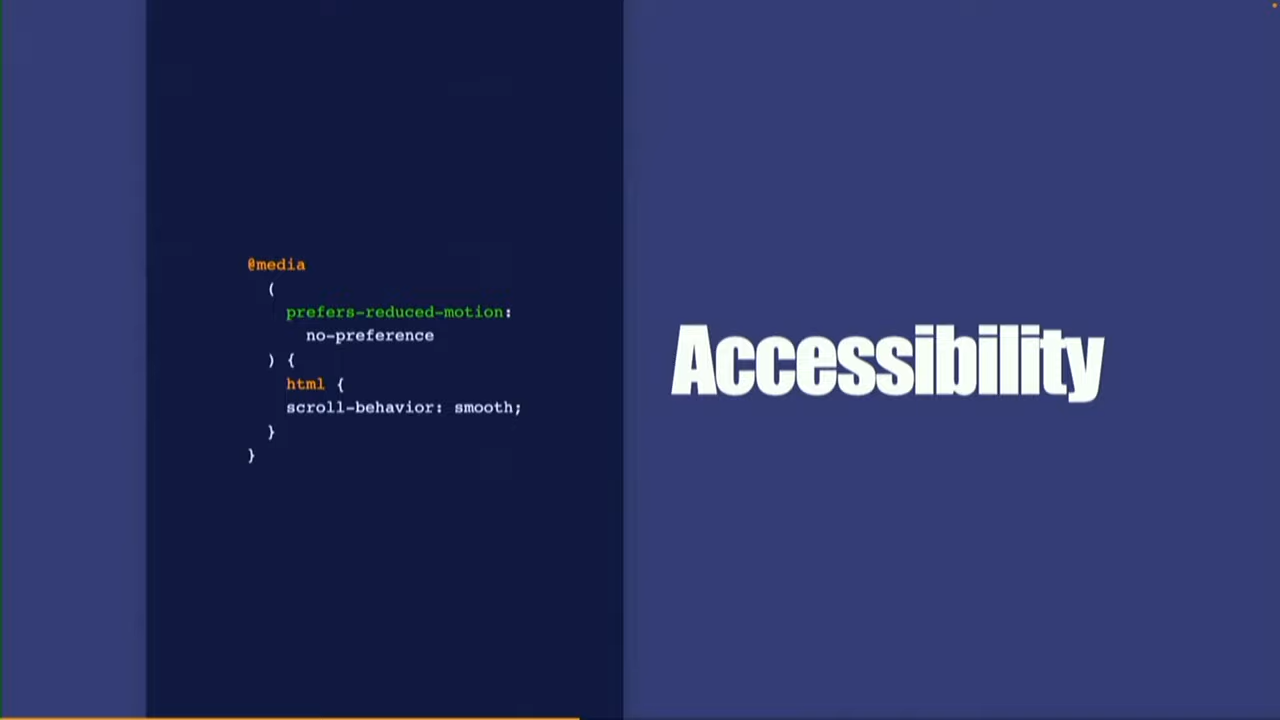 @media
(
prefers-reduced-motion:
no-preference
) {
html {
scroll-behavior: smooth;
}
}
Accessibility